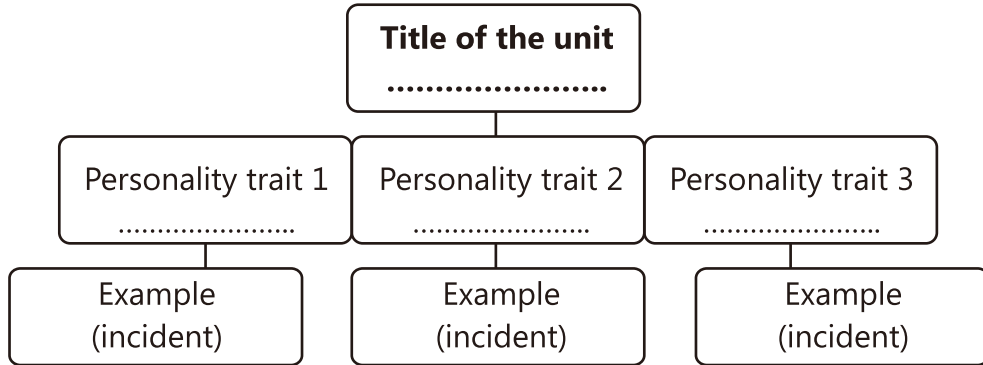 Title of the unit
.......................
Personality trait 1
.......................
Personality trait 2
.......................
Personality trait 3
.......................
Example
(incident)
Example
(incident)
Example
(incident)